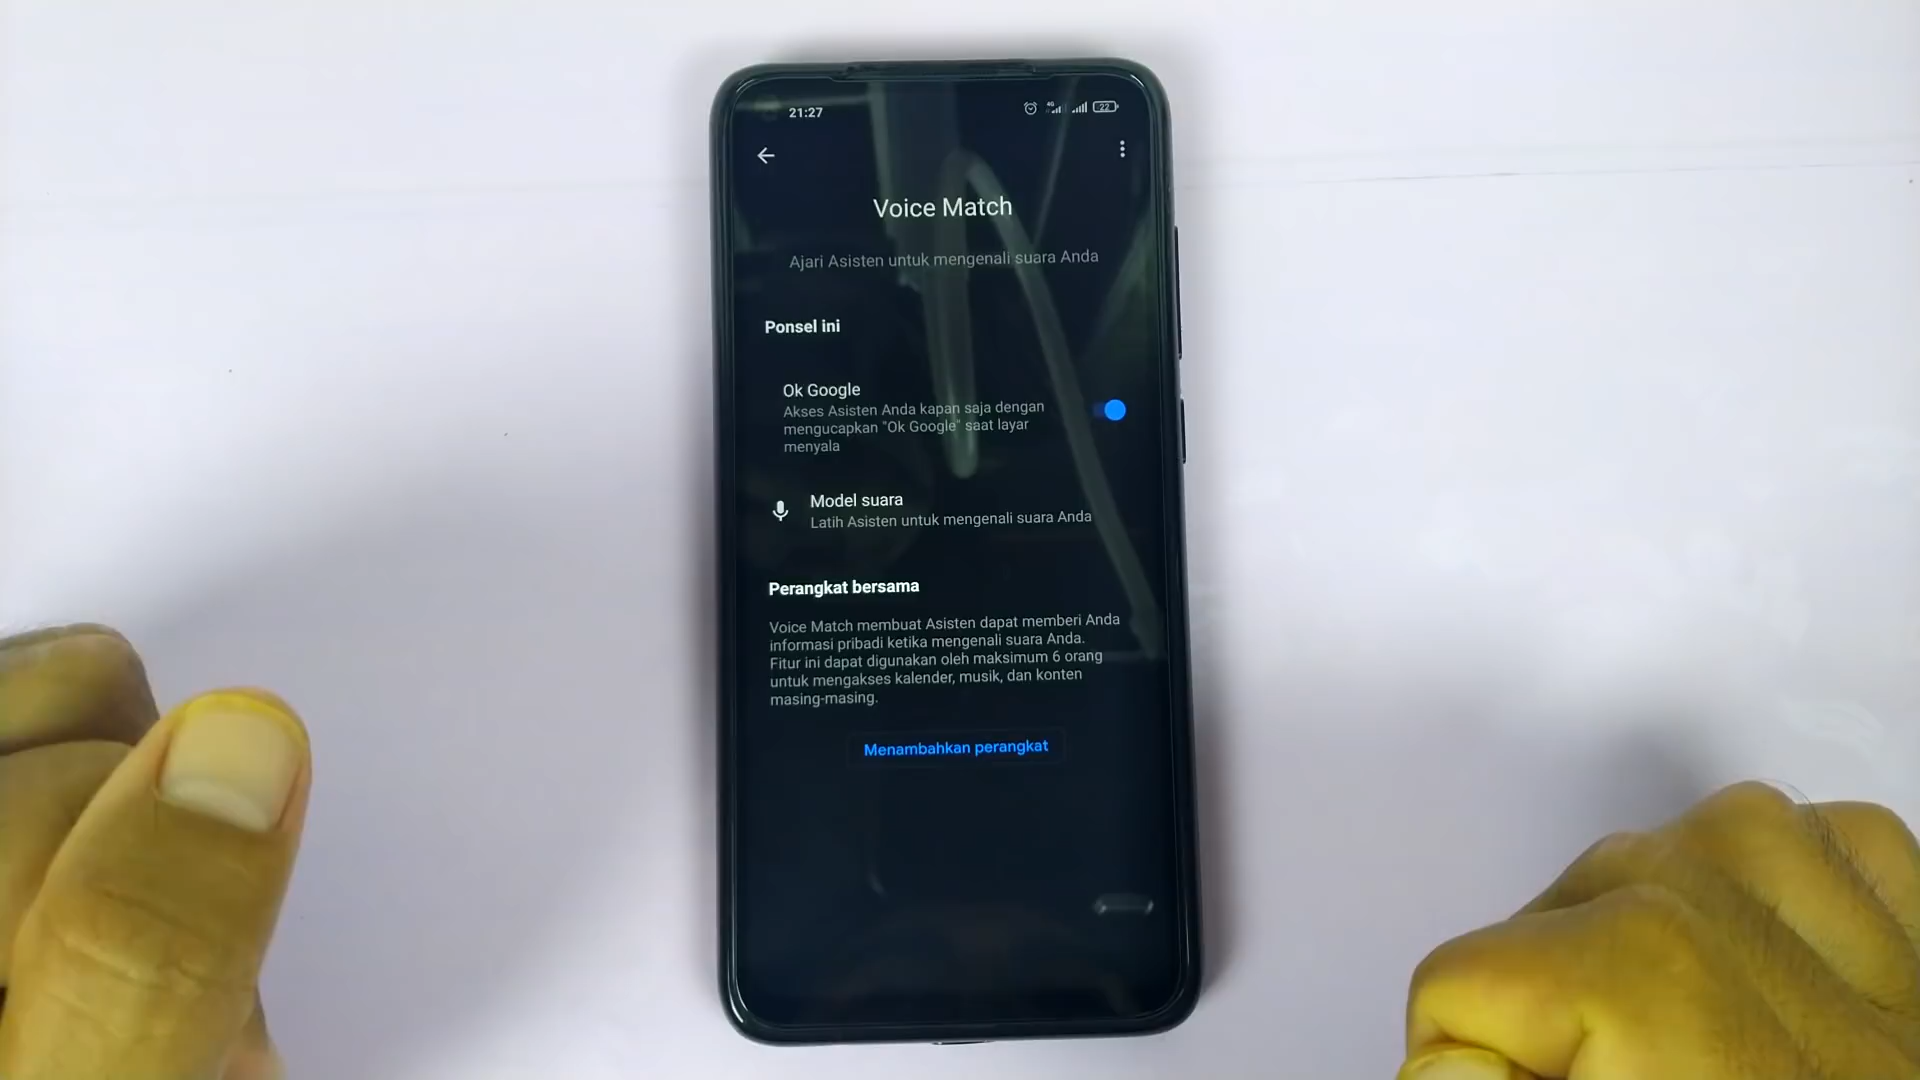 21:27
4G
22
Voice Match
Ajari Asisten untuk mengenali suara Anda
Ponsel ini
Ok Google
Akses Asisten Anda kapan saja dengan
mengucapkan "Ok Google" saat layar
menyala
Model suara
Latih Asisten untuk mengenali suara Anda
Perangkat bersama
Voice Match membuat Asisten dapat memberi Anda
informasi pribadi ketika mengenali suara Anda.
Fitur ini dapat digunakan oleh maksimum 6 orang
untuk mengakses kalender, musik, dan konten
masing-masing.
Menambahkan perangkat